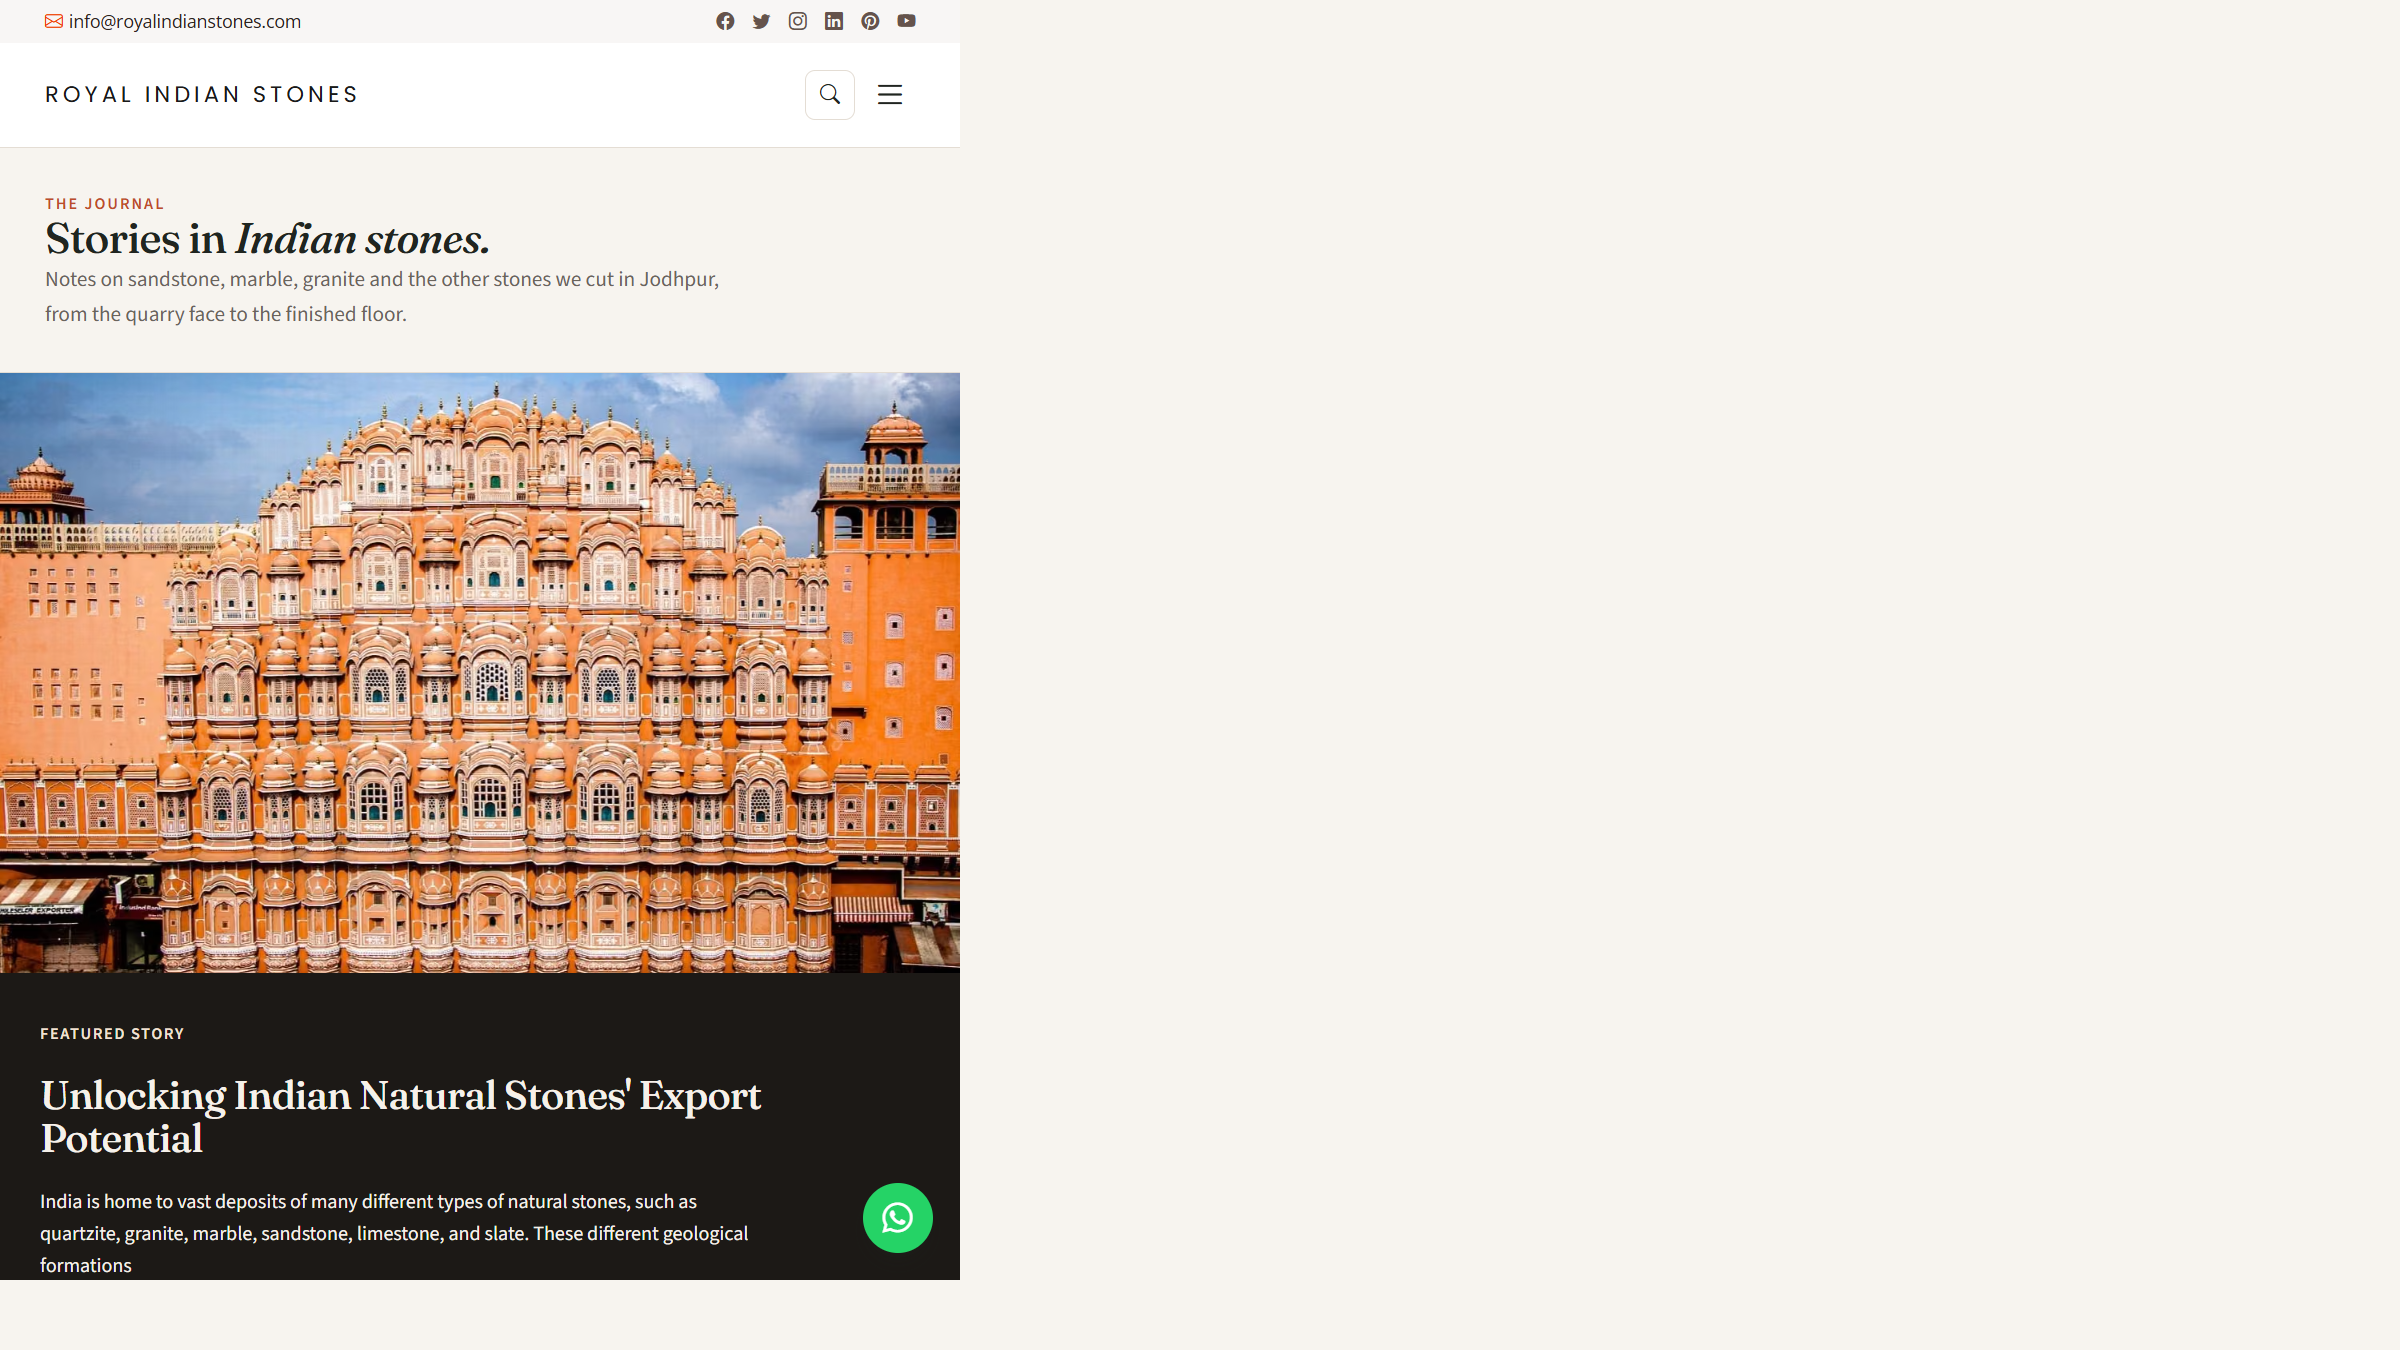 info@royalindianstones.com
ROYAL INDIAN STONES
THE JOURNAL
Stories in Indian stones.
Notes on sandstone, marble, granite and the other stones we cut in Jodhpur,
from the quarry face to the finished floor.
FEATURED STORY
Unlocking Indian Natural Stones' Export
Potential
India is home to vast deposits of many different types of natural stones, such as
quartzite, granite, marble, sandstone, limestone, and slate. These different geological
formations